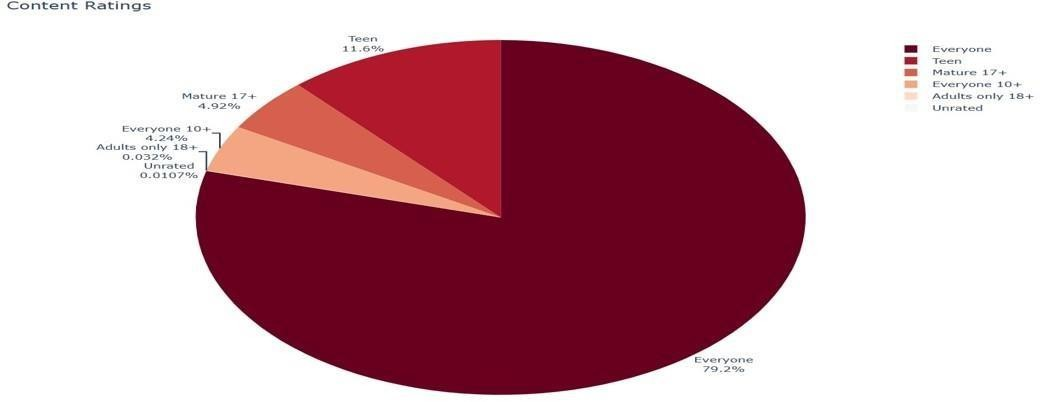 Content Ratings
Teen
11.6%
Mature 17+
4.92%
Everyone 10+
4.24%
Adults only 18+
0.032%
Unrated
0.0107%
Everyone
79.2%
Everyone
Teen
Mature 17+
Everyone 10+
Adults only 18+
Unrated